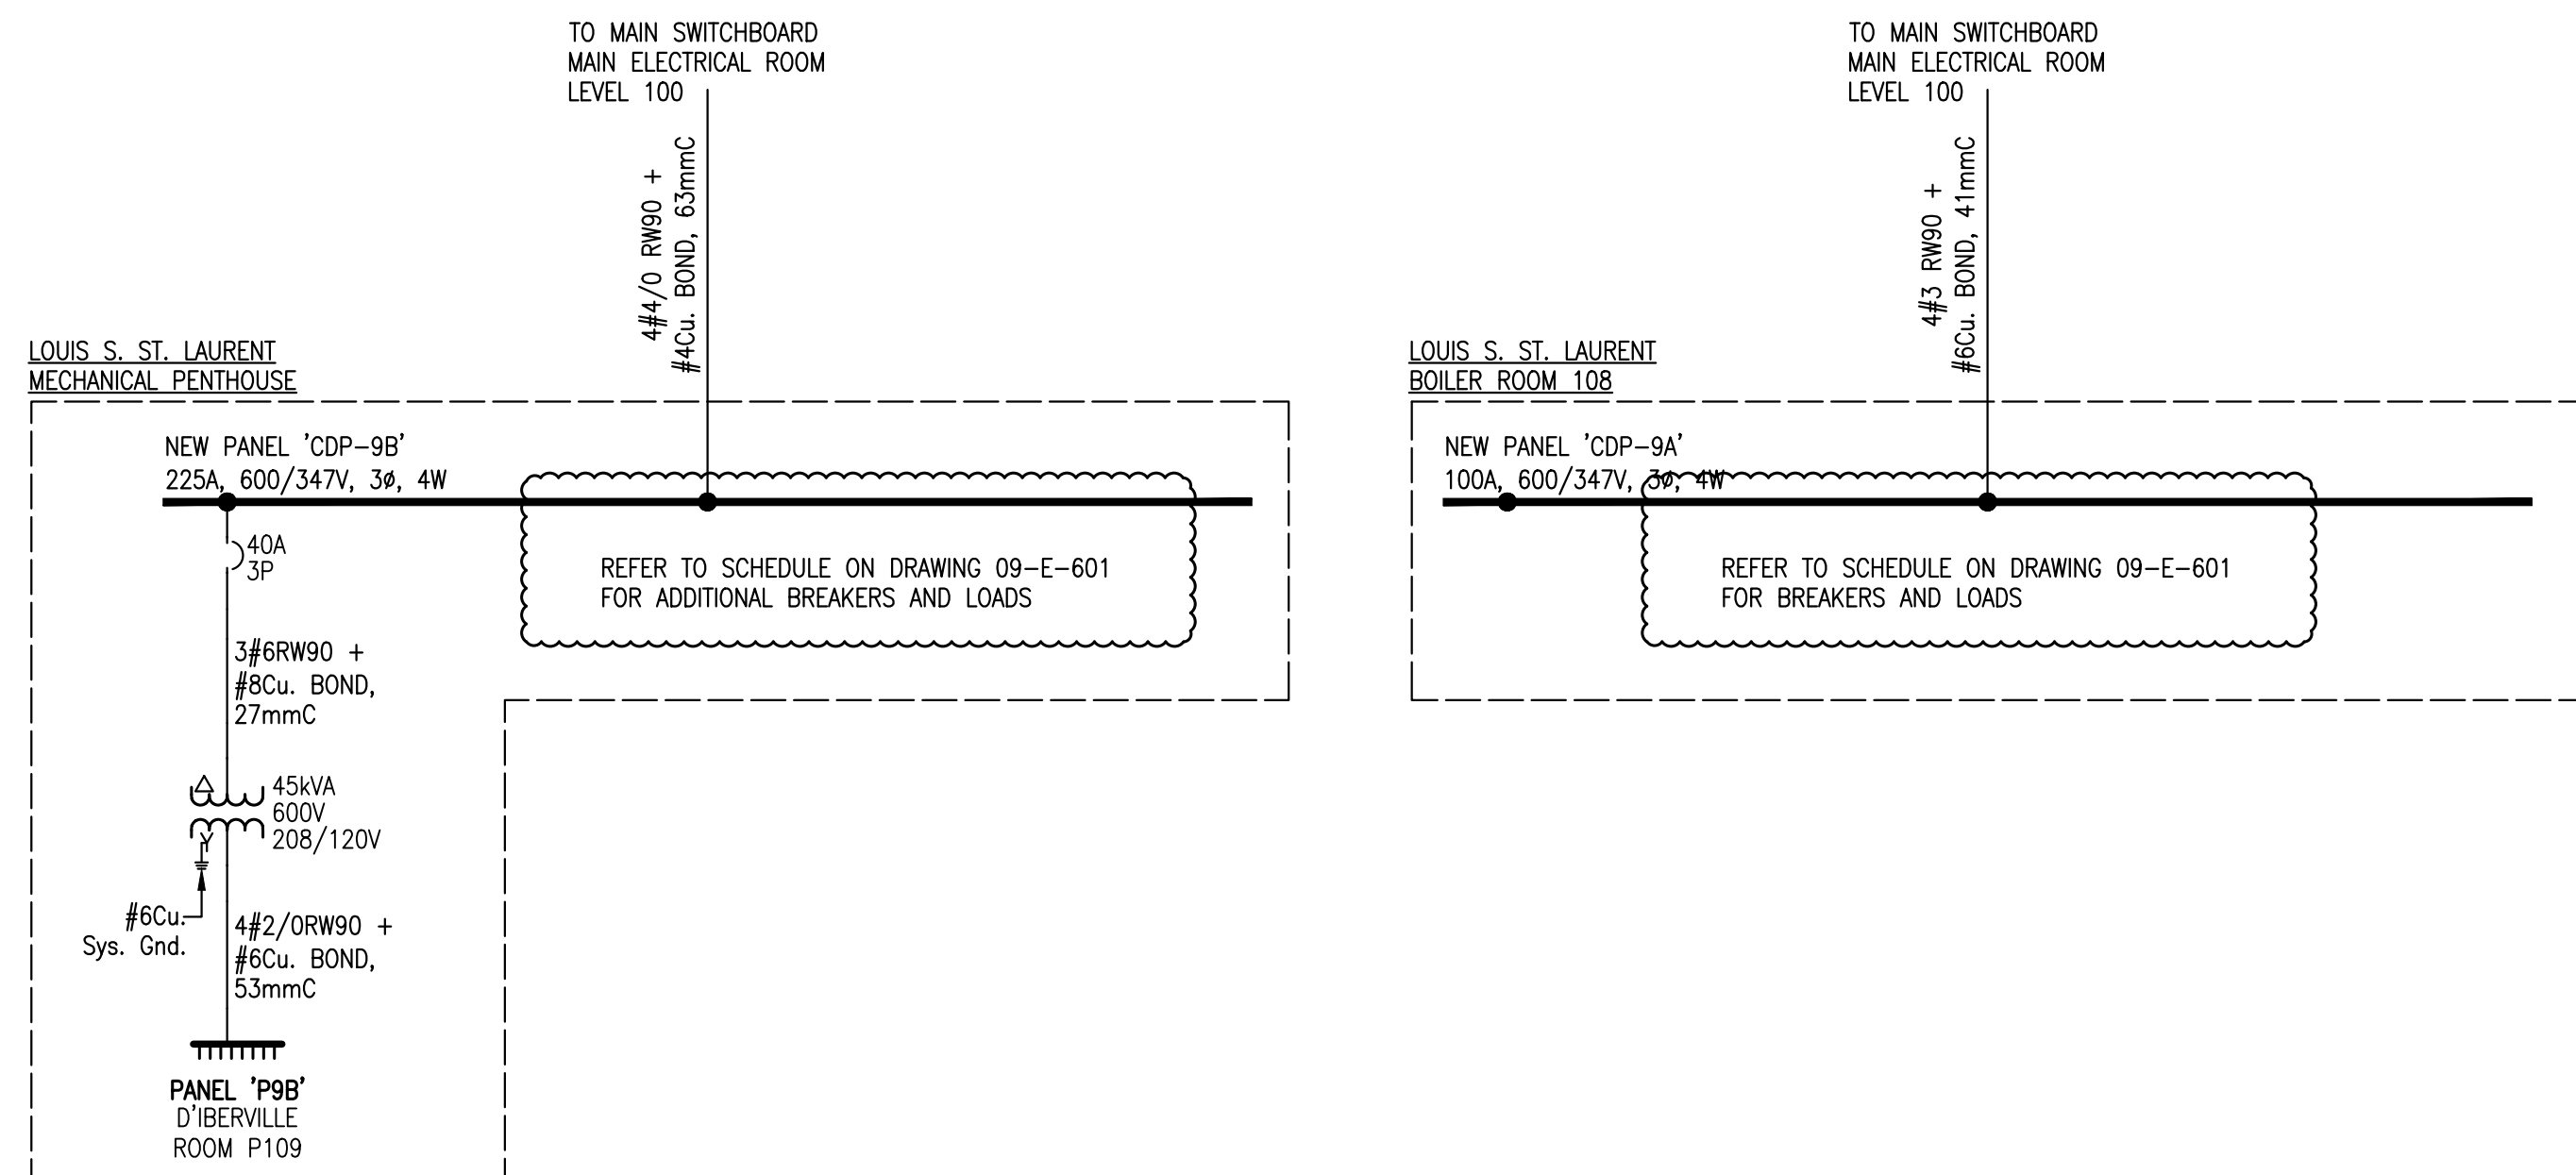 TO MAIN SWITCHBOARD
MAIN ELECTRICAL ROOM
LEVEL 100
4#4/0 RW90 +
#4Cu. BOND, 63mmC
LOUIS S. ST. LAURENT
MECHANICAL PENTHOUSE
NEW PANEL 'CDP-9B'
225A, 600/347V, 3ø, 4W
REFER TO SCHEDULE ON DRAWING 09-E-601
FOR ADDITIONAL BREAKERS AND LOADS
40A
3P
3#6RW90 +
#8Cu. BOND,
27mmC
45kVA
600V
208/120V
Y
#6Cu.
Sys. Gnd.
4#2/0RW90 +
#6Cu. BOND,
53mmC
PANEL 'P9B'
D'IBERVILLE
ROOM P109
TO MAIN SWITCHBOARD
MAIN ELECTRICAL ROOM
LEVEL 100
4#3 RW90 +
#6Cu. BOND, 41mmC
LOUIS S. ST. LAURENT
BOILER ROOM 108
NEW PANEL 'CDP-9A'
100A, 600/347V, 3ø, 4W
REFER TO SCHEDULE ON DRAWING 09-E-601
FOR BREAKERS AND LOADS